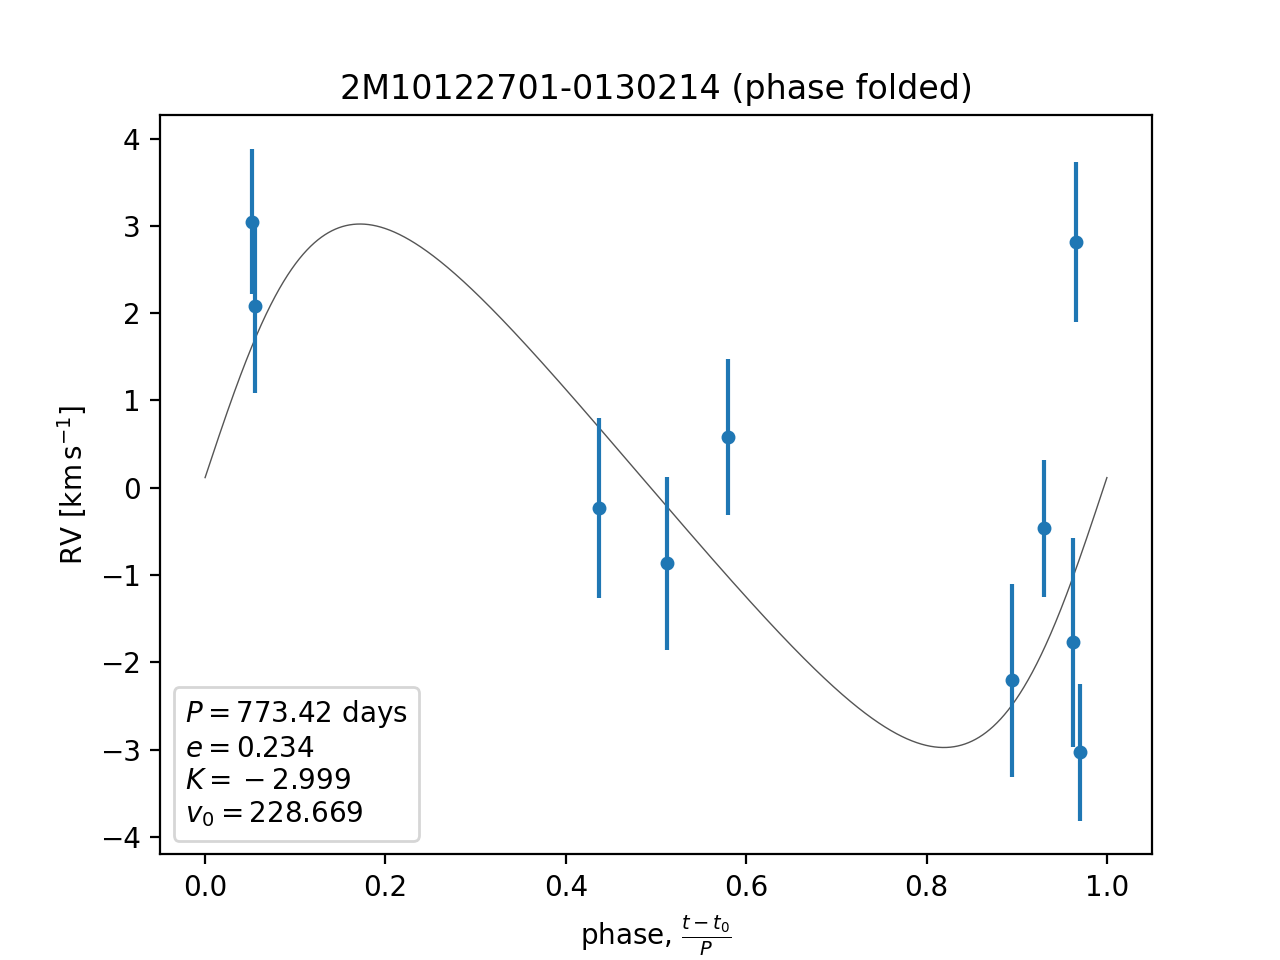 2M10122701-0130214 (phase folded)
4
3
2
1
0
−1
−2
−3
−4
RV [km s⁻¹]
P = 773.42 days
e = 0.234
K = −2.999
v₀ = 228.669
0.0 0.2 0.4 0.6 0.8 1.0
phase, (t − t₀)/P